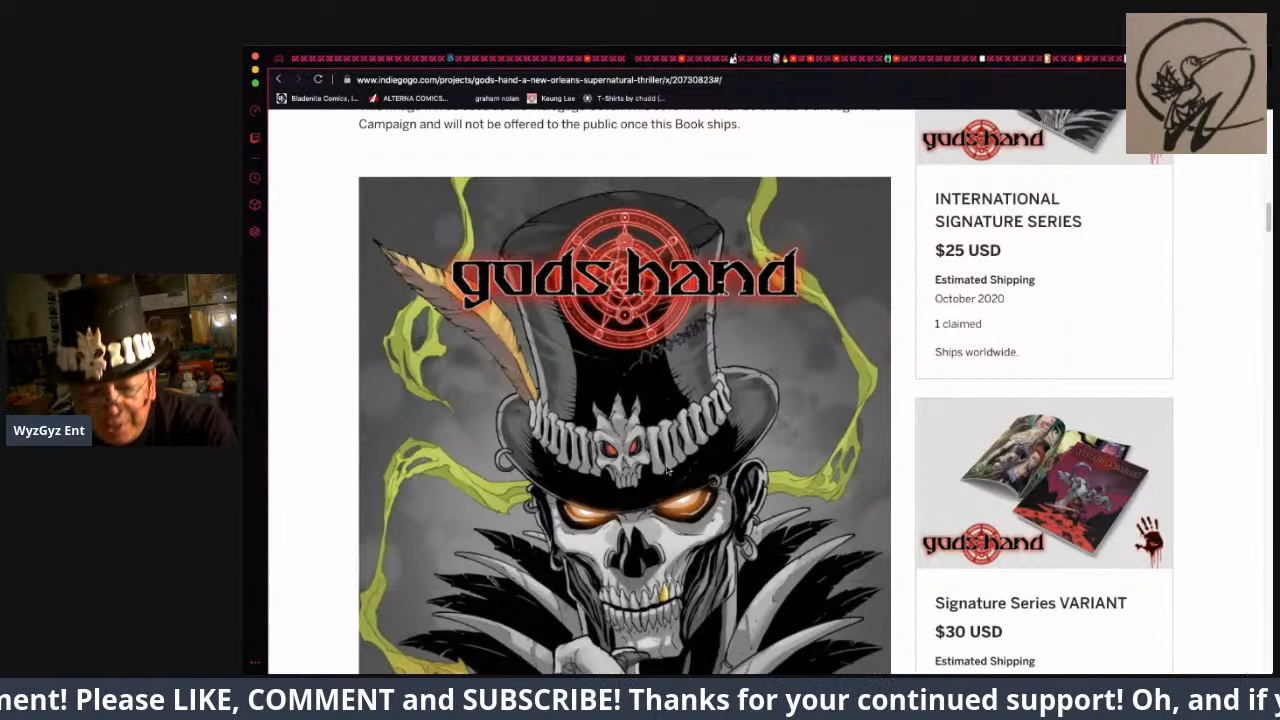 www.indiegogo.com/projects/gods-hand-a-new-orleans-supernatural-thriller/x/20730823#/
Bladenite Comics, i...
ALTERNA COMICS...
graham nolan
Keung Lee
T-Shirts by chudd |...
Campaign and will not be offered to the public once this Book ships.
gods hand
gods hand
INTERNATIONAL
SIGNATURE SERIES
$25 USD
Estimated Shipping
October 2020
1 claimed
Ships worldwide.
gods hand
Signature Series VARIANT
$30 USD
Estimated Shipping
WyzGyz Ent
ment! Please LIKE, COMMENT and SUBSCRIBE! Thanks for your continued support! Oh, and if y